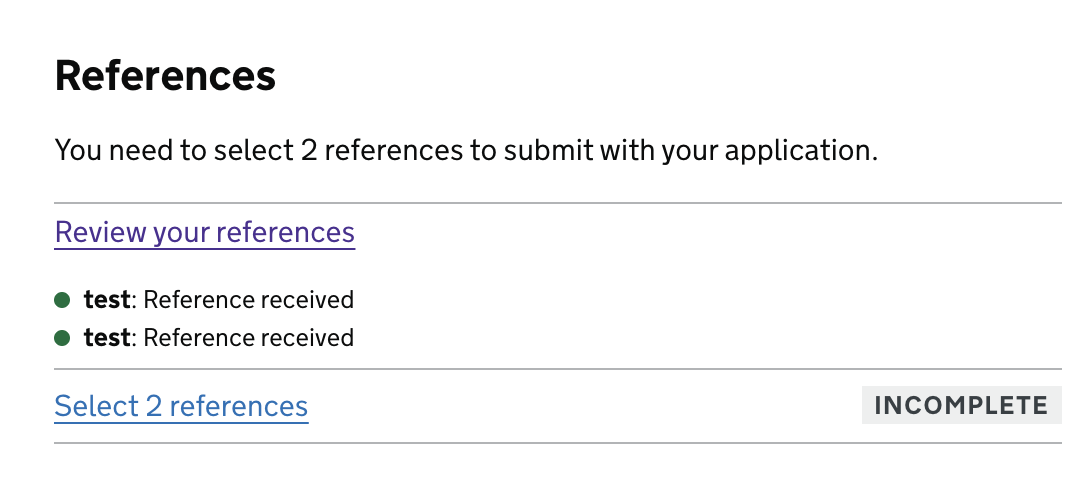 References
You need to select 2 references to submit with your application.
Review your references
test: Reference received
test: Reference received
Select 2 references
INCOMPLETE